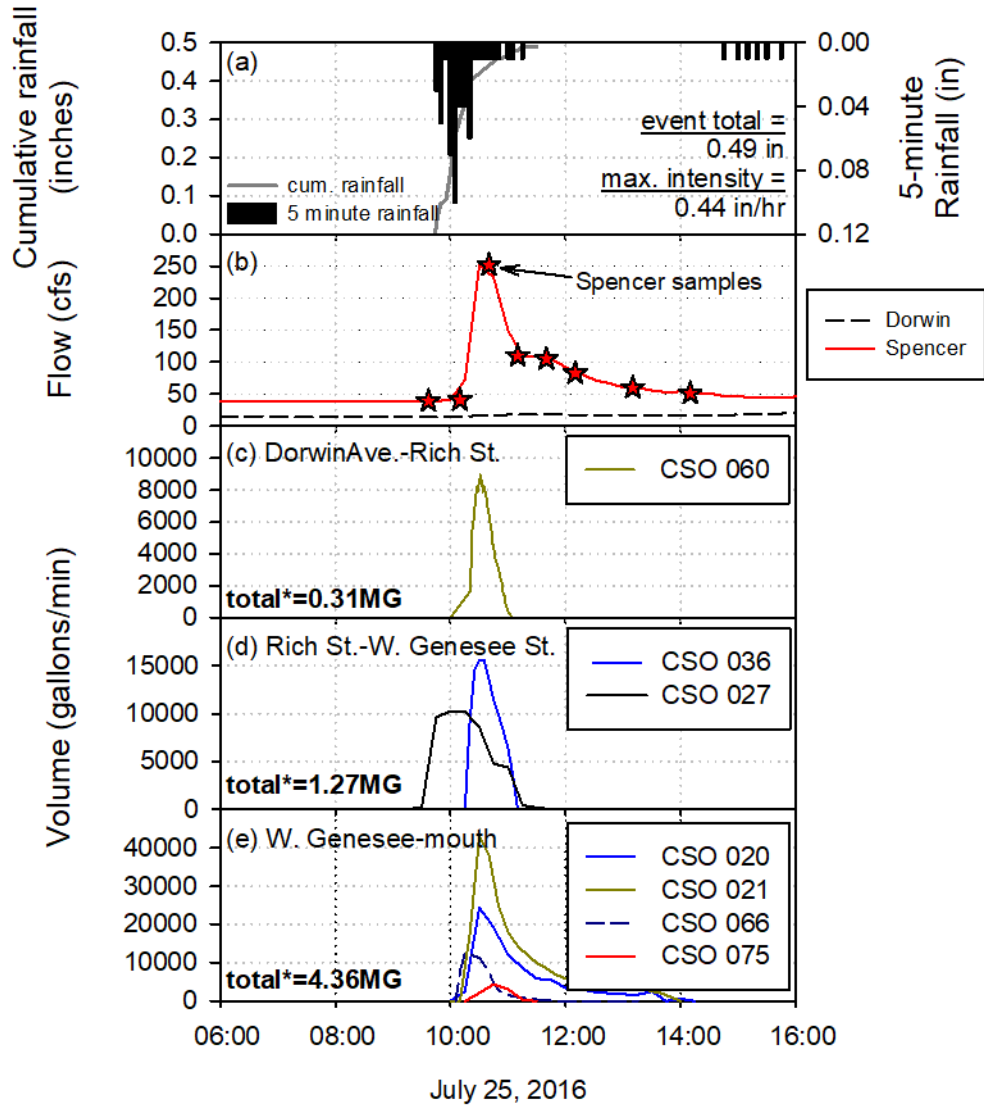 Cumulative rainfall
(inches)
0.5
0.4
0.3
0.2
0.1
0.0
(a)
cum. rainfall
5 minute rainfall
event total =
0.49 in
max. intensity =
0.44 in/hr
0.00
0.04
0.08
0.12
5-minute
Rainfall (in)
Flow (cfs)
250
200
150
100
50
0
(b)
Spencer samples
Dorwin
Spencer
Volume (gallons/min)
10000
8000
6000
4000
2000
0
(c) DorwinAve.-Rich St.
CSO 060
total*=0.31MG
15000
10000
5000
0
(d) Rich St.-W. Genesee St.
CSO 036
CSO 027
total*=1.27MG
40000
30000
20000
10000
0
(e) W. Genesee-mouth
CSO 020
CSO 021
CSO 066
CSO 075
total*=4.36MG
06:00 08:00 10:00 12:00 14:00 16:00
July 25, 2016